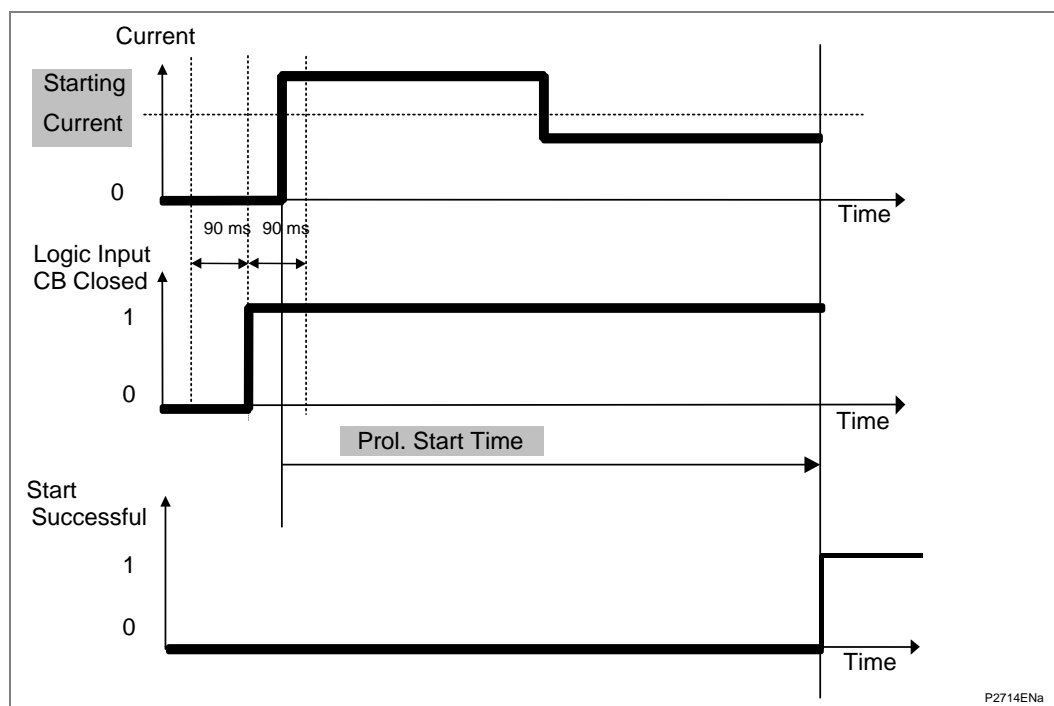 Current
Starting
Current
0
Time
90 ms 90 ms
Logic Input
CB Closed
1
0
Time
Prol. Start Time
Start
Successful
1
0
Time
P2714ENa